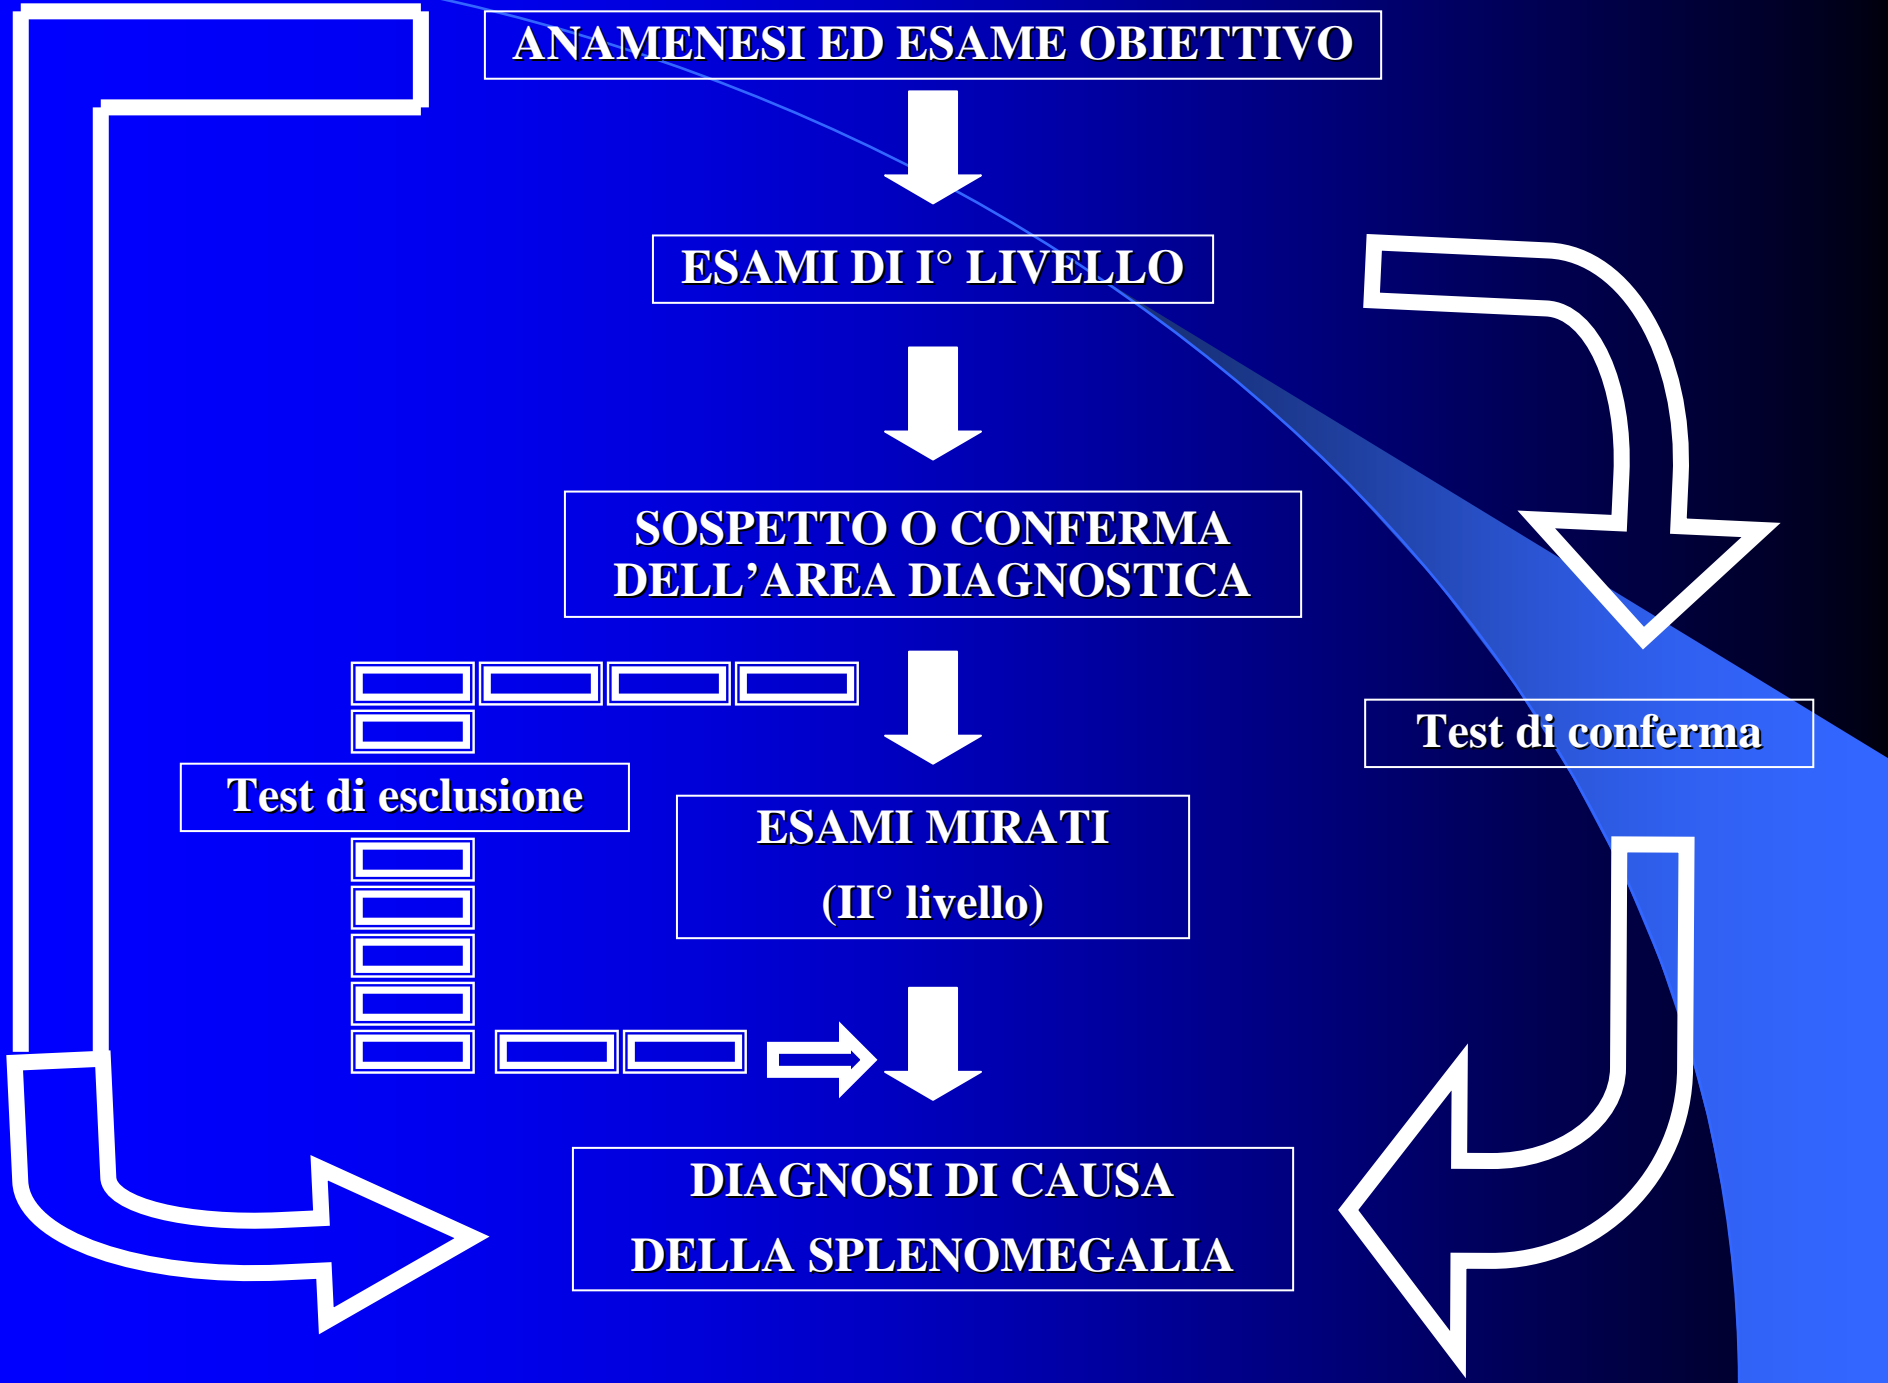 ANAMENESI ED ESAME OBIETTIVO
ESAMI DI I° LIVELLO
SOSPETTO O CONFERMA
DELL’AREA DIAGNOSTICA
Test di conferma
Test di esclusione
ESAMI MIRATI
(II° livello)
DIAGNOSI DI CAUSA
DELLA SPLENOMEGALIA